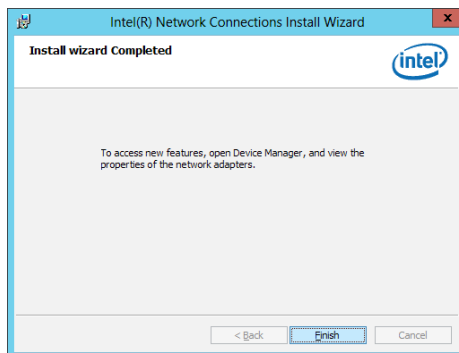 Intel(R) Network Connections Install Wizard
x
Install wizard Completed
intel
To access new features, open Device Manager, and view the
properties of the network adapters.
< Back
Finish
Cancel